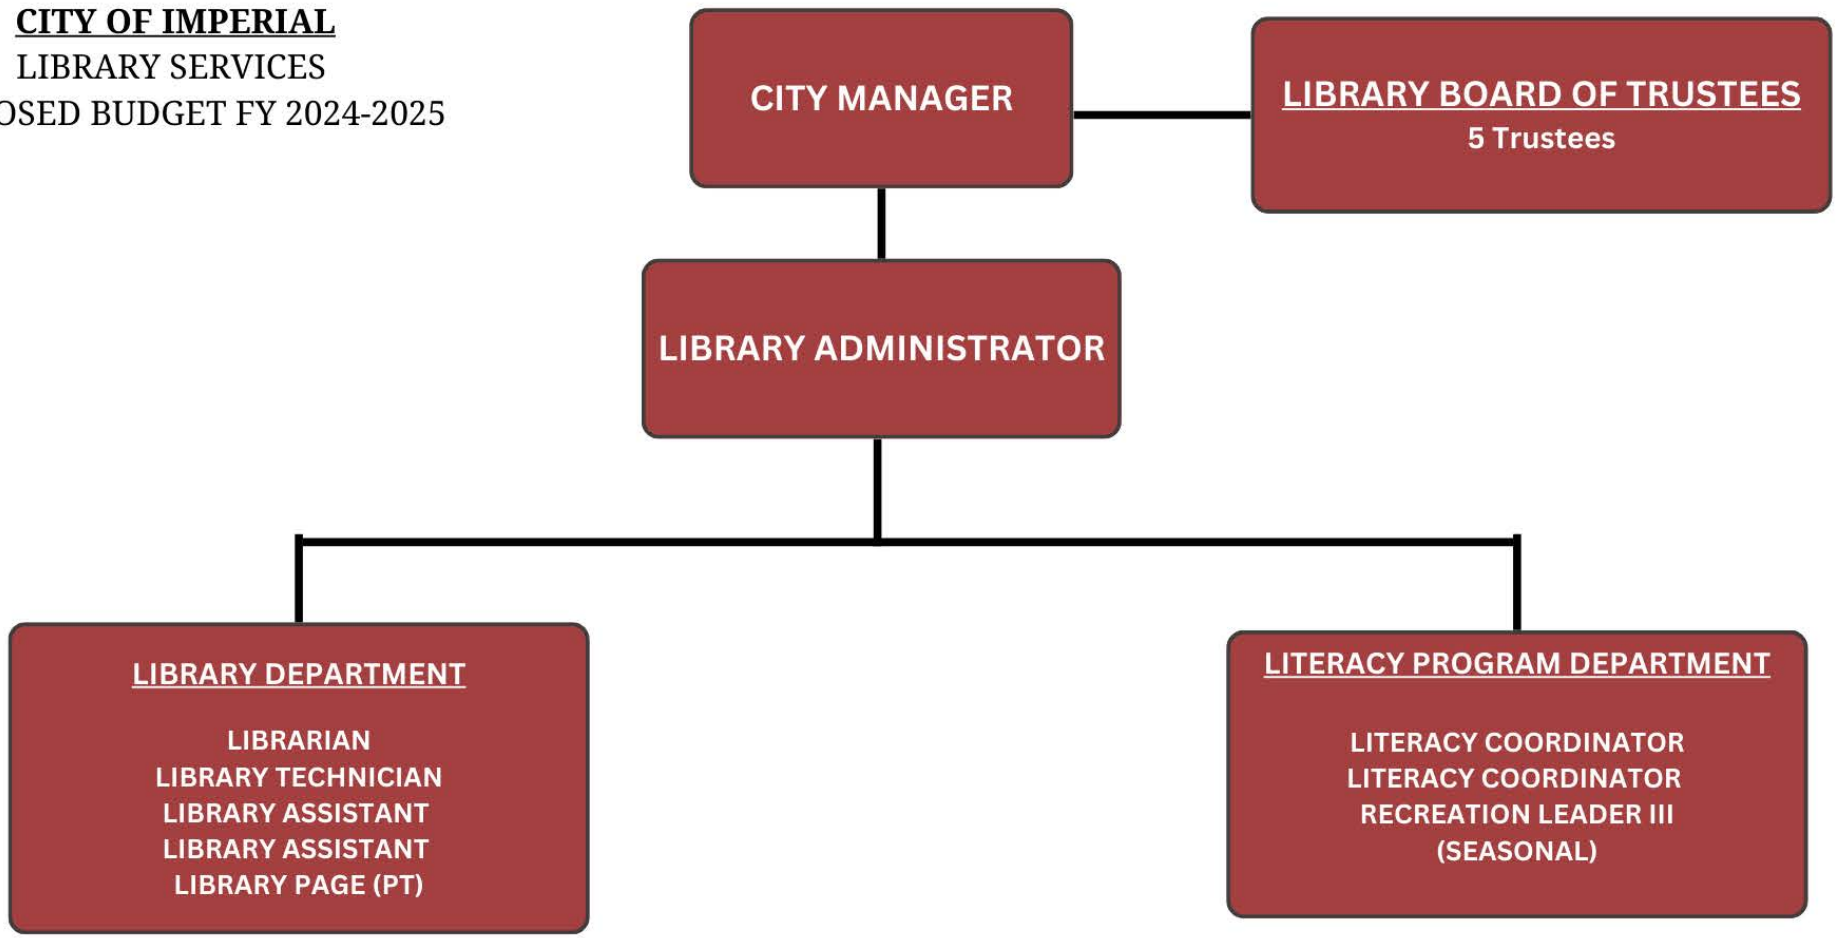 CITY OF IMPERIAL
LIBRARY SERVICES
OSED BUDGET FY 2024-2025
CITY MANAGER
LIBRARY BOARD OF TRUSTEES
5 Trustees
LIBRARY ADMINISTRATOR
LIBRARY DEPARTMENT
LIBRARIAN
LIBRARY TECHNICIAN
LIBRARY ASSISTANT
LIBRARY ASSISTANT
LIBRARY PAGE (PT)
LITERACY PROGRAM DEPARTMENT
LITERACY COORDINATOR
LITERACY COORDINATOR
RECREATION LEADER III
(SEASONAL)